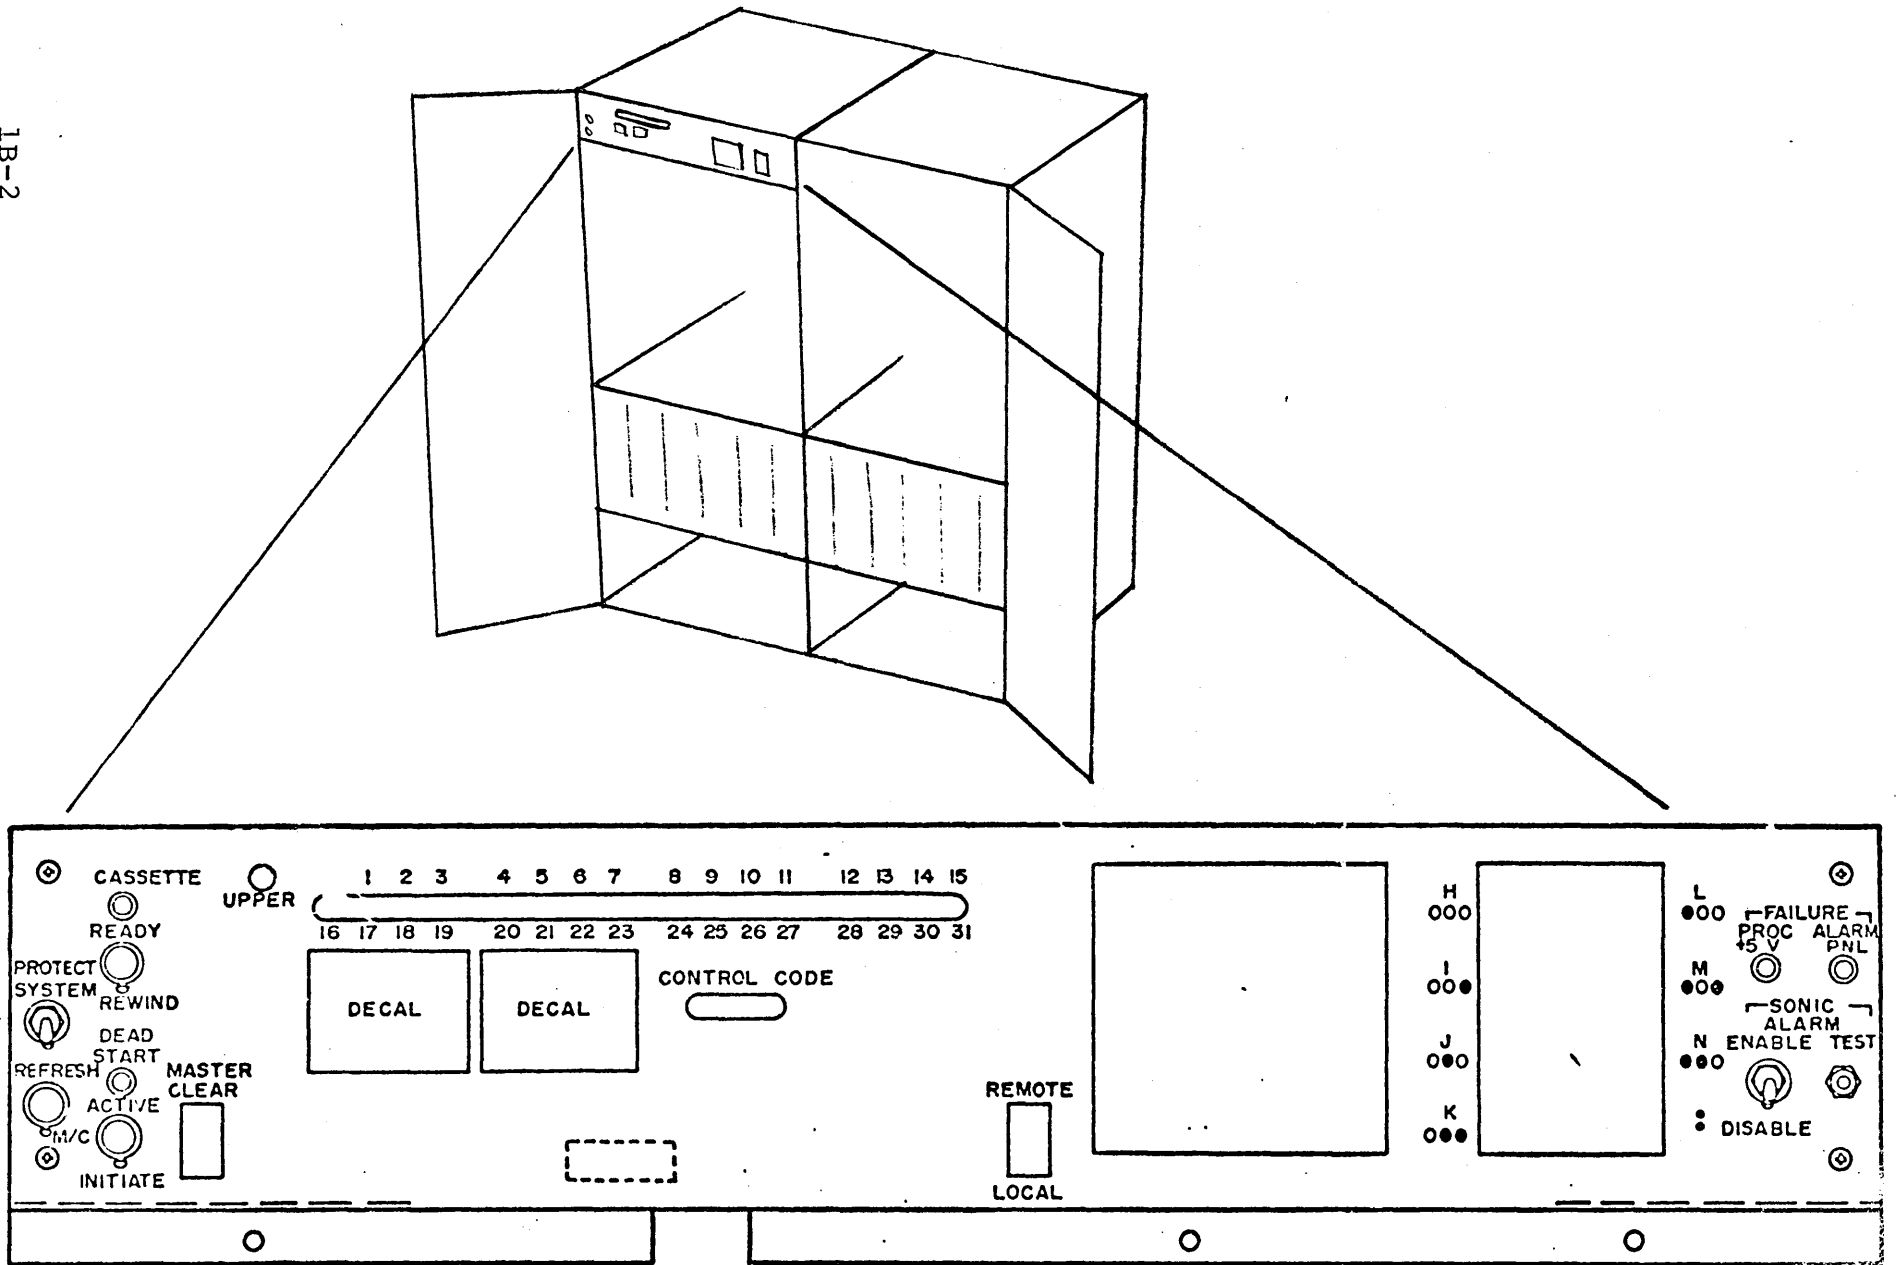 1B-2
CASSETTE
READY
PROTECT
SYSTEM
REWIND
DEAD
START
REFRESH
ACTIVE
M/C
INITIATE
MASTER
CLEAR
UPPER
1 2 3 4 5 6 7 8 9 10 11 12 13 14 15
16 17 18 19 20 21 22 23 24 25 26 27 28 29 30 31
DECAL
DECAL
CONTROL CODE
REMOTE
LOCAL
H
I
J
K
L
M
N
FAILURE
PROC ALARM
+5 V PNL
SONIC
ALARM
ENABLE TEST
DISABLE